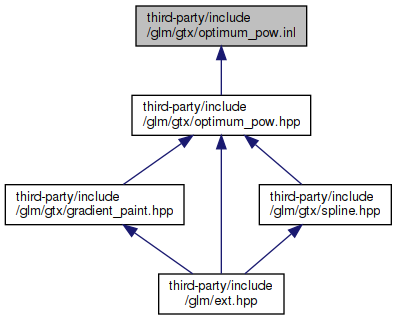 third-party/include
/glm/gtx/optimum_pow.inl
third-party/include
/glm/gtx/optimum_pow.hpp
third-party/include
/glm/gtx/gradient_paint.hpp
third-party/include
/glm/gtx/spline.hpp
third-party/include
/glm/ext.hpp